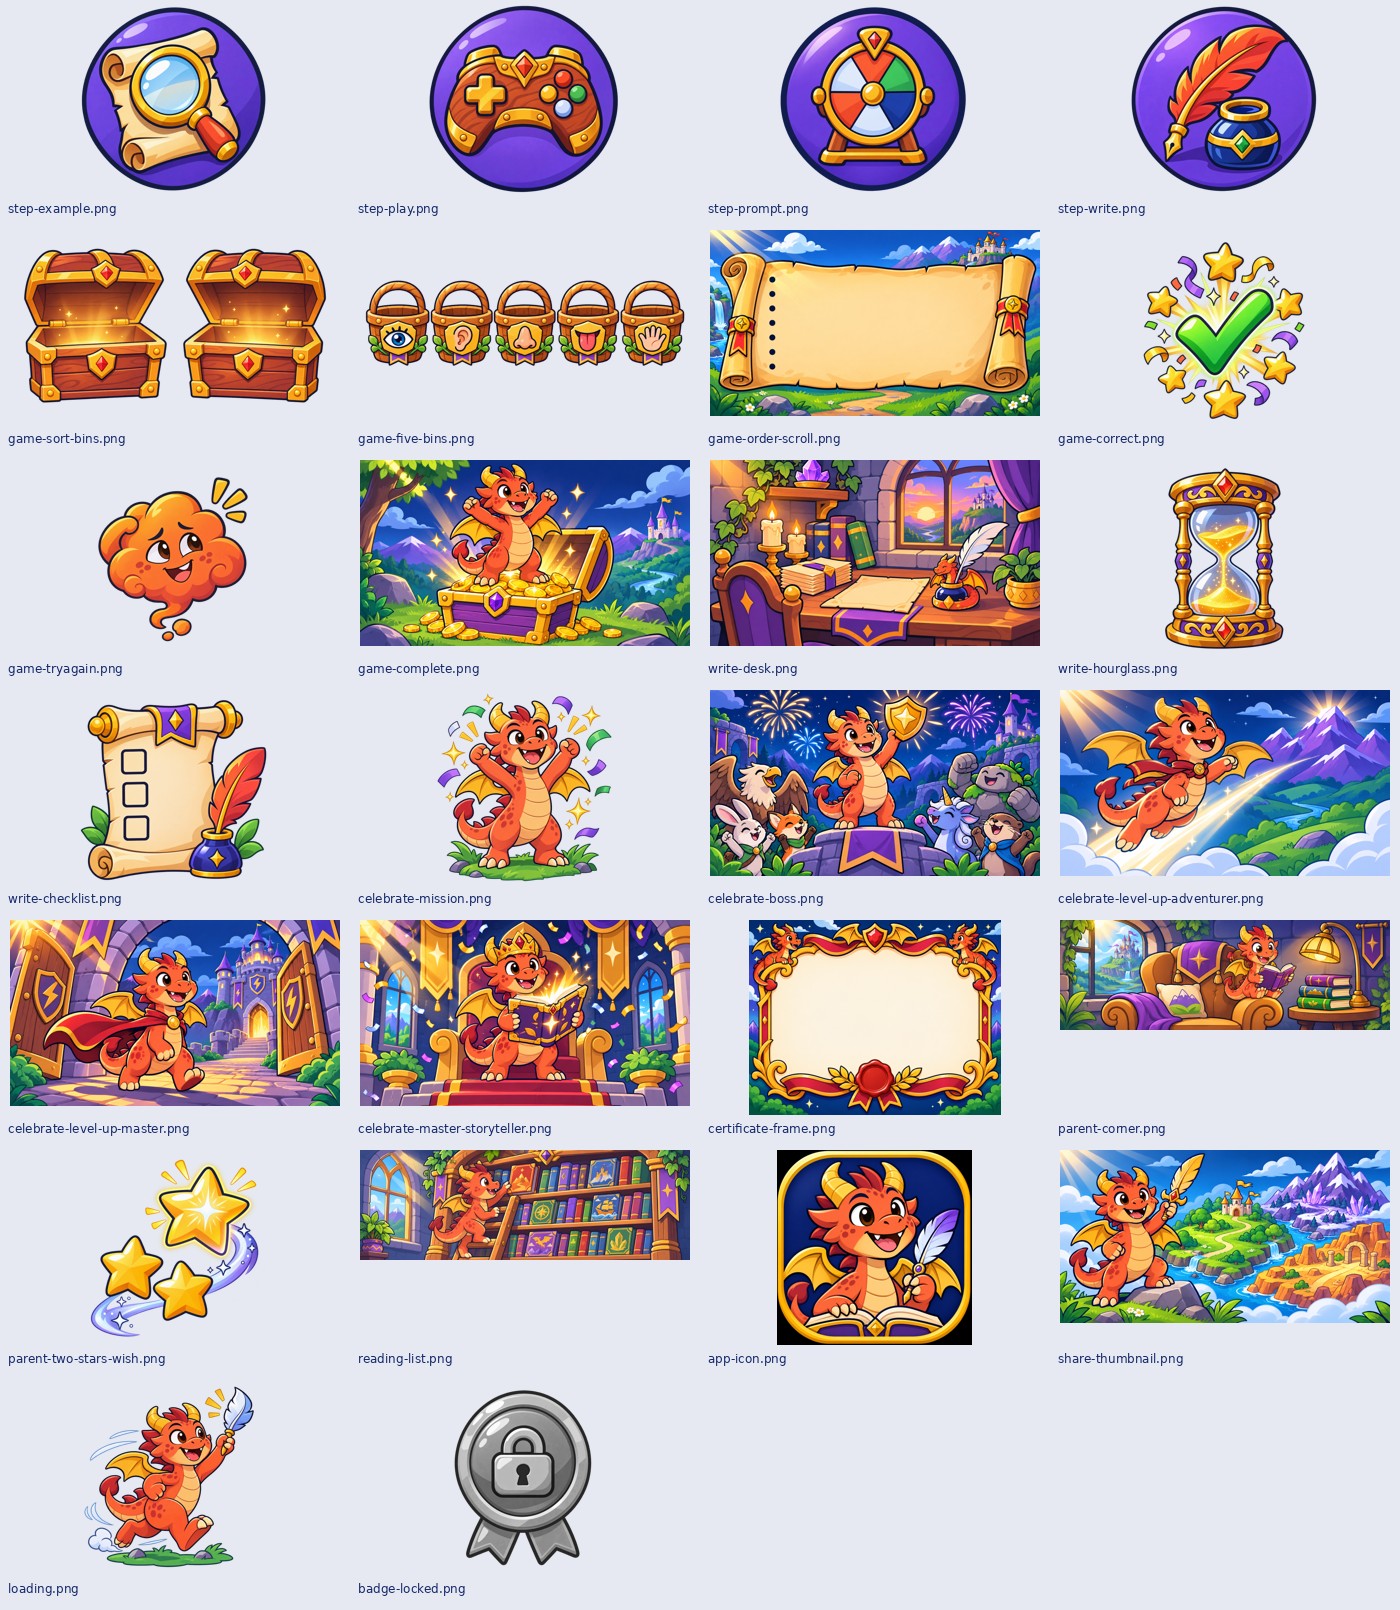 step-example.png
step-play.png
step-prompt.png
step-write.png
game-sort-bins.png
game-five-bins.png
game-order-scroll.png
game-correct.png
game-tryagain.png
game-complete.png
write-desk.png
write-hourglass.png
write-checklist.png
celebrate-mission.png
celebrate-boss.png
celebrate-level-up-adventurer.png
celebrate-level-up-master.png
celebrate-master-storyteller.png
certificate-frame.png
parent-corner.png
parent-two-stars-wish.png
reading-list.png
app-icon.png
share-thumbnail.png
loading.png
badge-locked.png